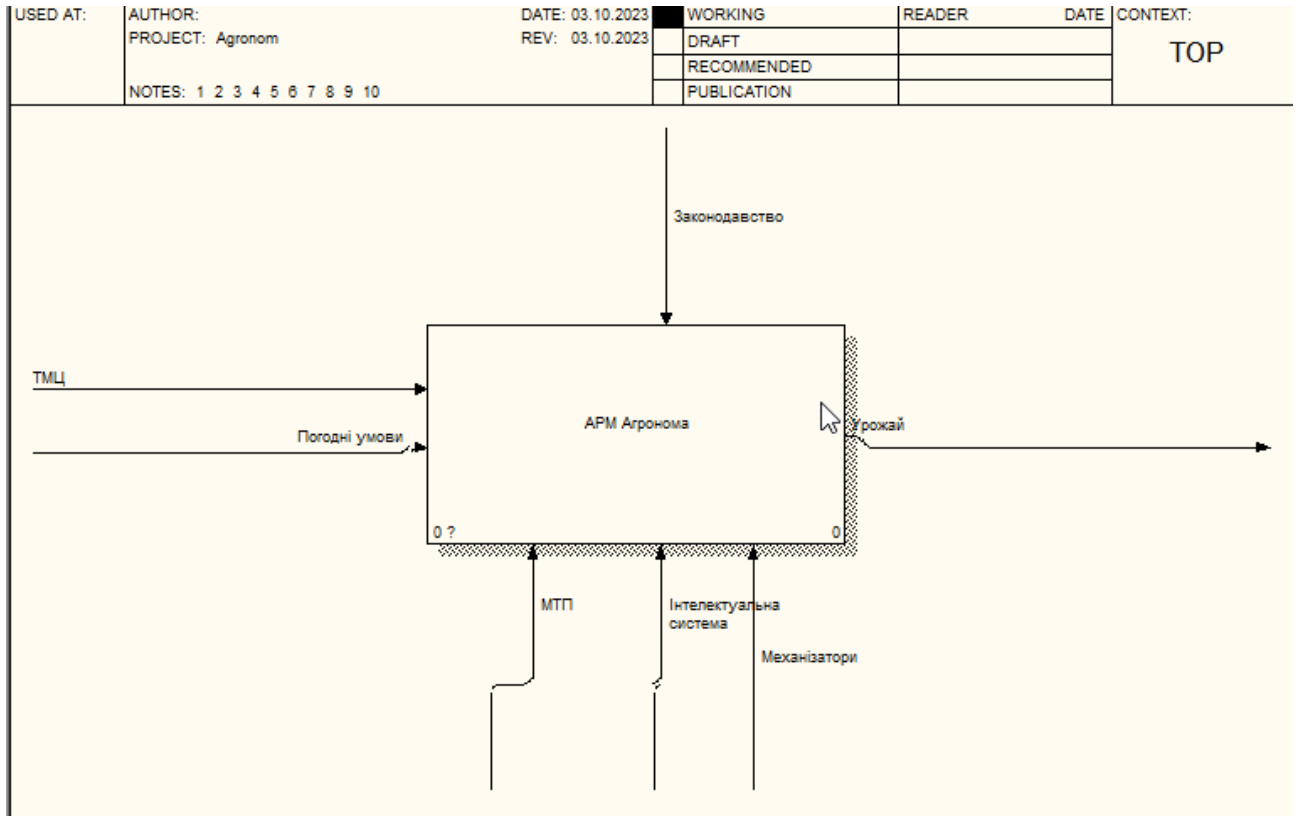 USED AT:
AUTHOR:
DATE: 03.10.2023
WORKING
READER
DATE
CONTEXT:
PROJECT: Agronom
REV: 03.10.2023
DRAFT
TOP
RECOMMENDED
NOTES: 1 2 3 4 5 6 7 8 9 10
PUBLICATION
Законодавство
ТМЦ
АРМ Агронома
Погодні умови
Урожай
0 ?
0
МТП
Інтелектуальна
система
Механізатори